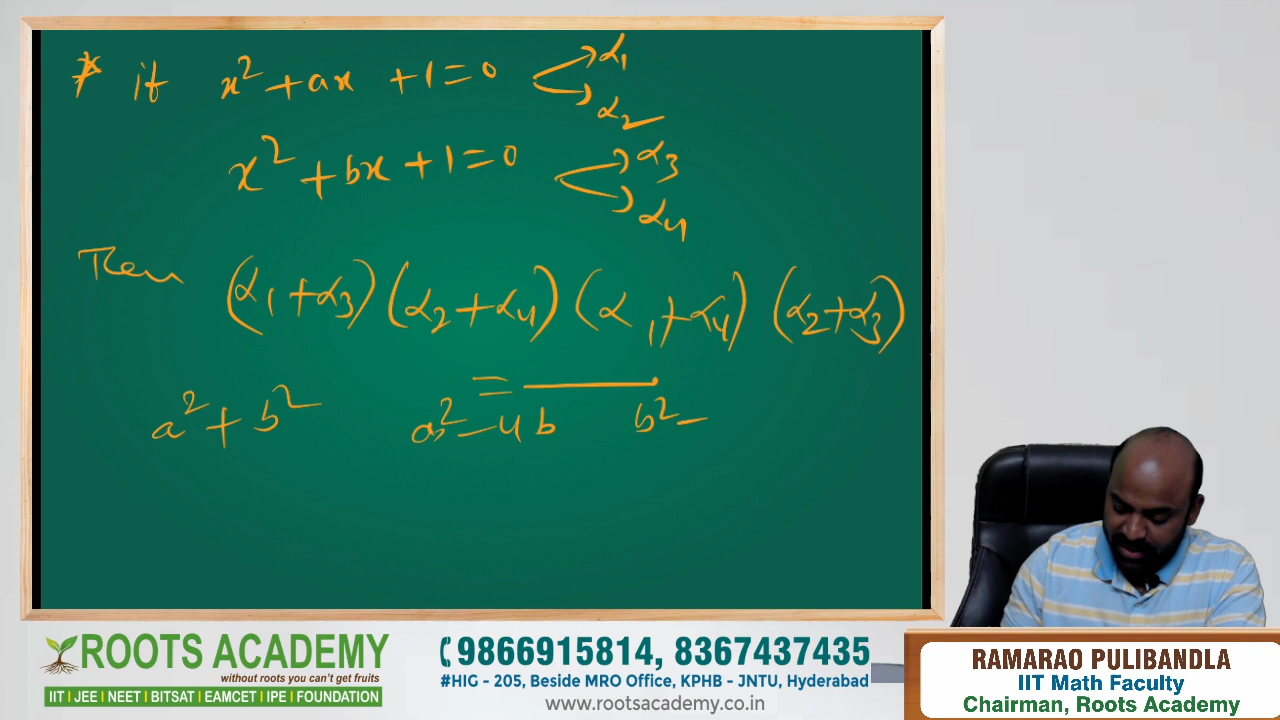 * if x² + ax + 1 = 0 α₁
α₂
x² + bx + 1 = 0 α₃
α₄
Then (α₁+α₃) (α₂+α₄) (α₁+α₄) (α₂+α₃)
= ___
a² + b² a² - 4b b² -
ROOTS ACADEMY
without roots you can't get fruits
IIT | JEE | NEET | BITSAT | EAMCET | IPE | FOUNDATION
9866915814, 8367437435
#HIG - 205, Beside MRO Office, KPHB - JNTU, Hyderabad
www.rootsacademy.co.in
RAMARAO PULIBANDLA
IIT Math Faculty
Chairman, Roots Academy